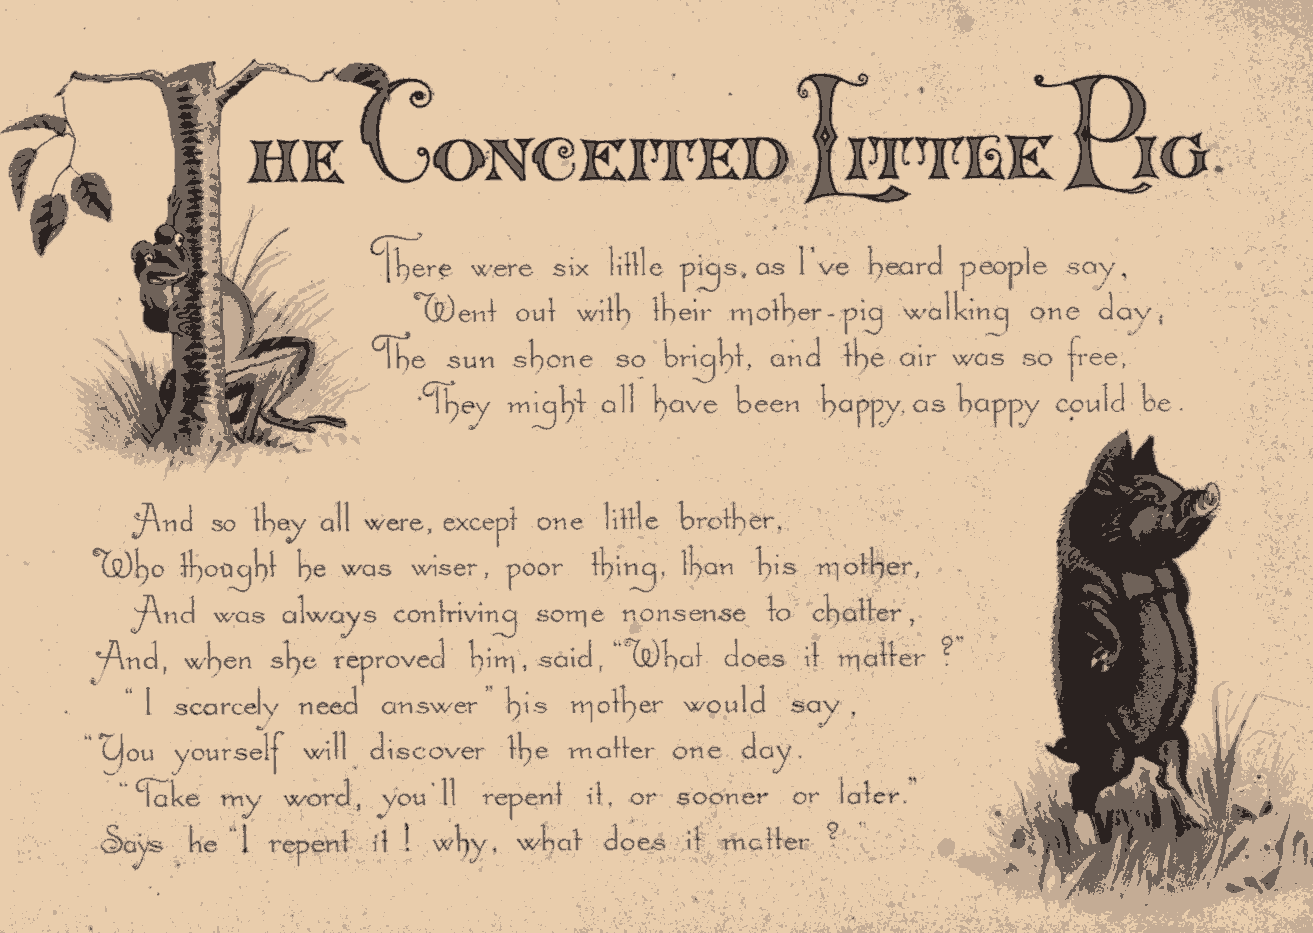 THE CONCEITED LITTLE PIG.
There were six little pigs, as I've heard people say,
Went out with their mother-pig walking one day;
The sun shone so bright, and the air was so free,
They might all have been happy, as happy could be.
And so they all were, except one little brother,
Who thought he was wiser, poor thing, than his mother,
And was always contriving some nonsense to chatter,
And, when she reproved him, said, "What does it matter ?"
"I scarcely need answer" his mother would say,
"You yourself will discover the matter one day.
"Take my word, you'll repent it, or sooner or later."
Says he "I repent it ! why, what does it matter ? "